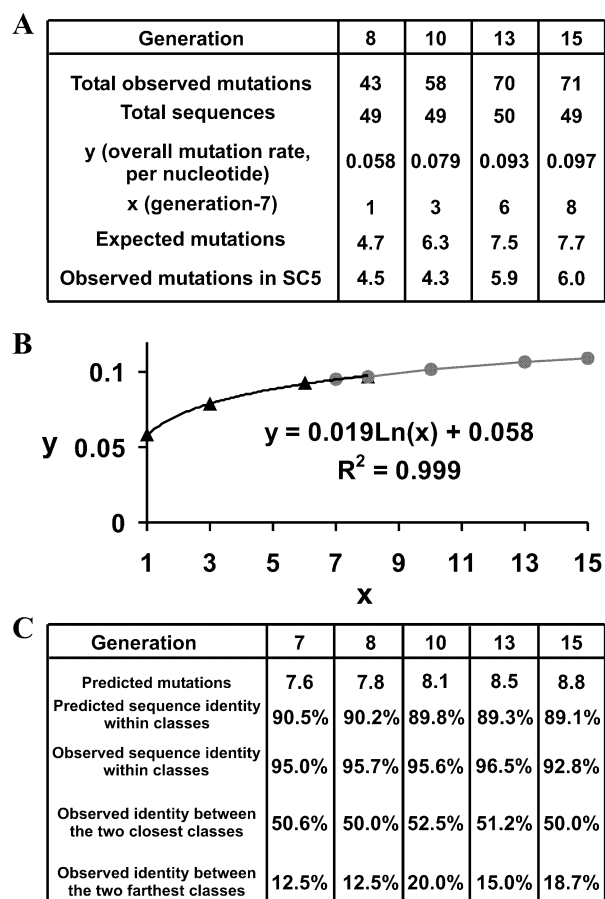 A
Generation 8 10 13 15
Total observed mutations 43 58 70 71
Total sequences 49 49 50 49
y (overall mutation rate,
per nucleotide) 0.058 0.079 0.093 0.097
x (generation-7) 1 3 6 8
Expected mutations 4.7 6.3 7.5 7.7
Observed mutations in SC5 4.5 4.3 5.9 6.0
B
0.1
y 0.05
0
y = 0.019Ln(x) + 0.058
R² = 0.999
1 3 5 7 9 11 13 15
x
C
Generation 7 8 10 13 15
Predicted mutations 7.6 7.8 8.1 8.5 8.8
Predicted sequence identity
within classes 90.5% 90.2% 89.8% 89.3% 89.1%
Observed sequence identity
within classes 95.0% 95.7% 95.6% 96.5% 92.8%
Observed identity between
the two closest classes 50.6% 50.0% 52.5% 51.2% 50.0%
Observed identity between
the two farthest classes 12.5% 12.5% 20.0% 15.0% 18.7%